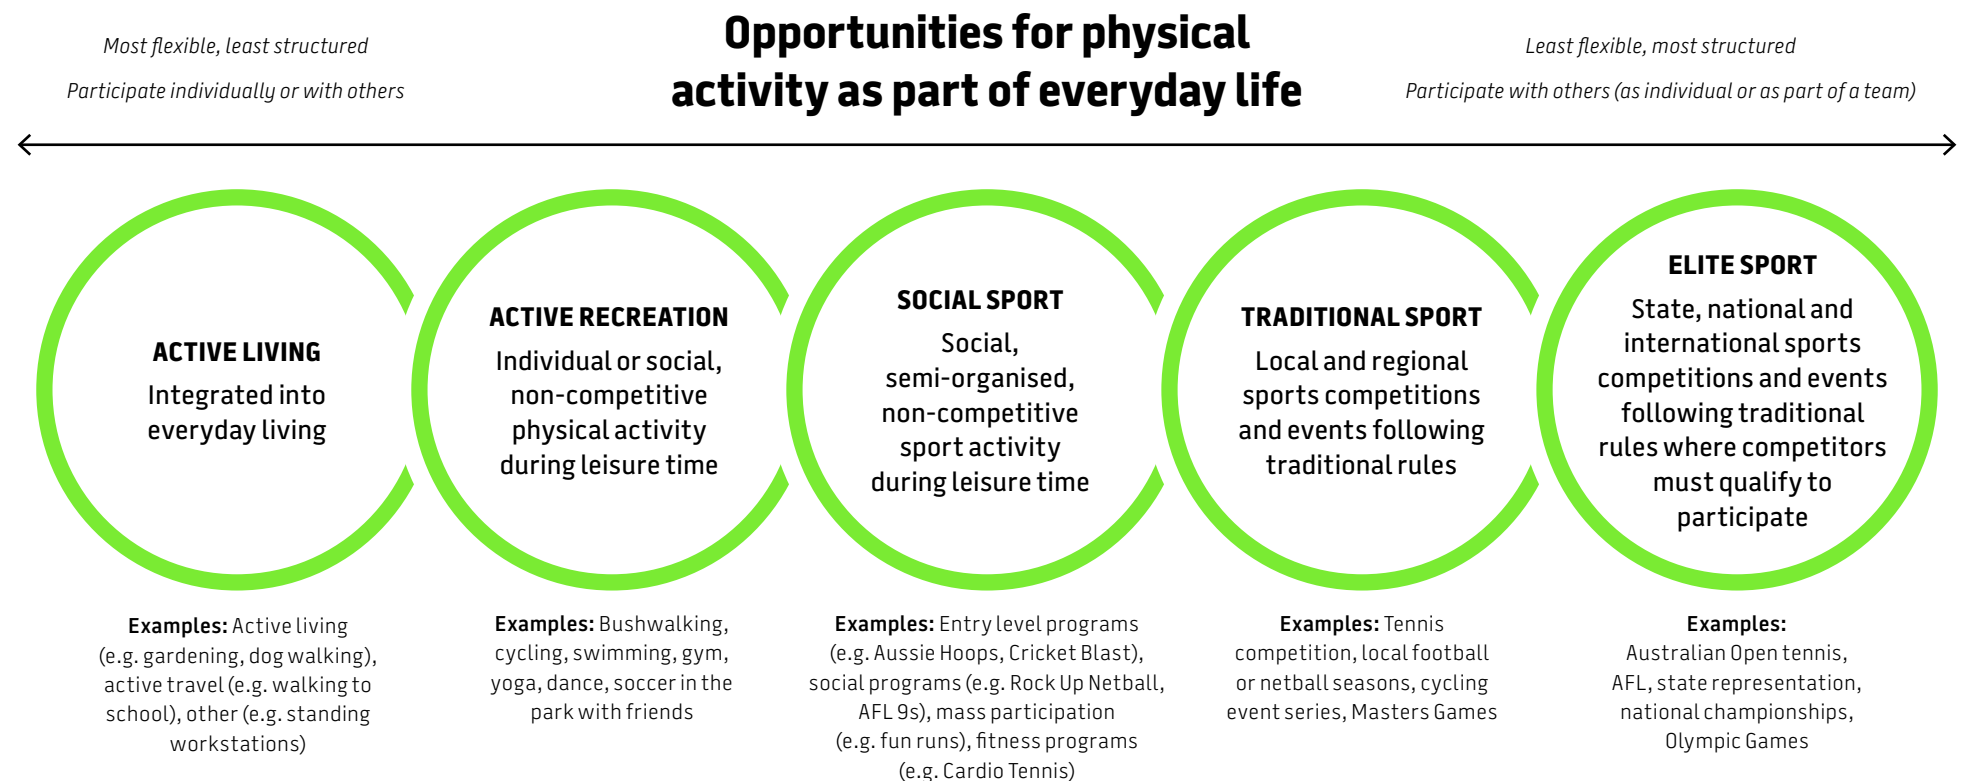 Opportunities for physical
activity as part of everyday life
Most flexible, least structured
Participate individually or with others
Least flexible, most structured
Participate with others (as individual or as part of a team)
ACTIVE LIVING
Integrated into
everyday living
Examples: Active living
(e.g. gardening, dog walking),
active travel (e.g. walking to
school), other (e.g. standing
workstations)
ACTIVE RECREATION
Individual or social,
non-competitive
physical activity
during leisure time
Examples: Bushwalking,
cycling, swimming, gym,
yoga, dance, soccer in the
park with friends
SOCIAL SPORT
Social,
semi-organised,
non-competitive
sport activity
during leisure time
Examples: Entry level programs
(e.g. Aussie Hoops, Cricket Blast),
social programs (e.g. Rock Up Netball,
AFL 9s), mass participation
(e.g. fun runs), fitness programs
(e.g. Cardio Tennis)
TRADITIONAL SPORT
Local and regional
sports competitions
and events following
traditional rules
Examples: Tennis
competition, local football
or netball seasons, cycling
event series, Masters Games
ELITE SPORT
State, national and
international sports
competitions and events
following traditional
rules where competitors
must qualify to
participate
Examples:
Australian Open tennis,
AFL, state representation,
national championships,
Olympic Games